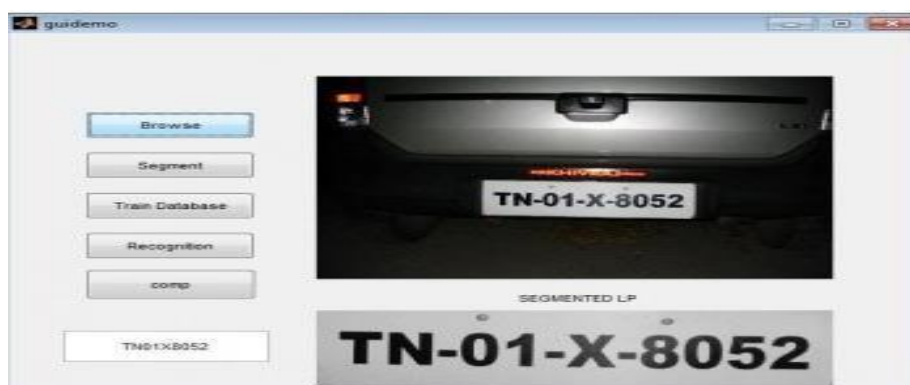 guidemo
Browse
Segment
Train Database
Recognition
comp
TN01X8052
TN-01-X-8052
SEGMENTED LP
TN-01-X-8052